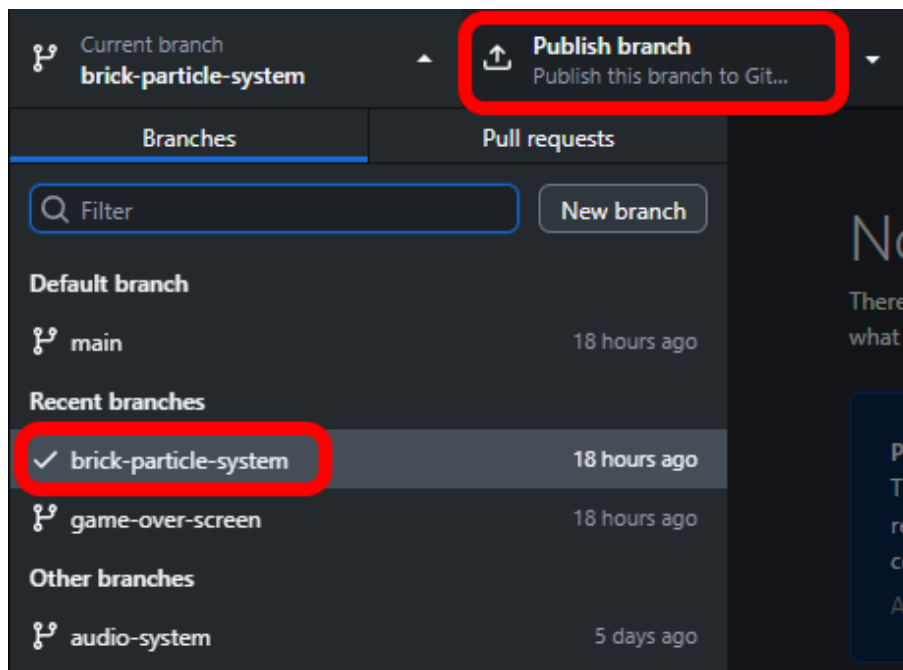 Current branch
brick-particle-system
Publish branch
Publish this branch to Git...
Branches
Pull requests
Filter
New branch
Default branch
main
18 hours ago
Recent branches
brick-particle-system
18 hours ago
game-over-screen
18 hours ago
Other branches
audio-system
5 days ago
There
what